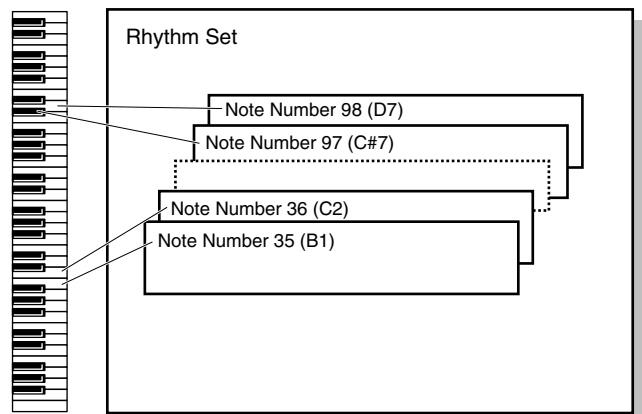 Rhythm Set
Note Number 98 (D7)
Note Number 97 (C#7)
Note Number 36 (C2)
Note Number 35 (B1)